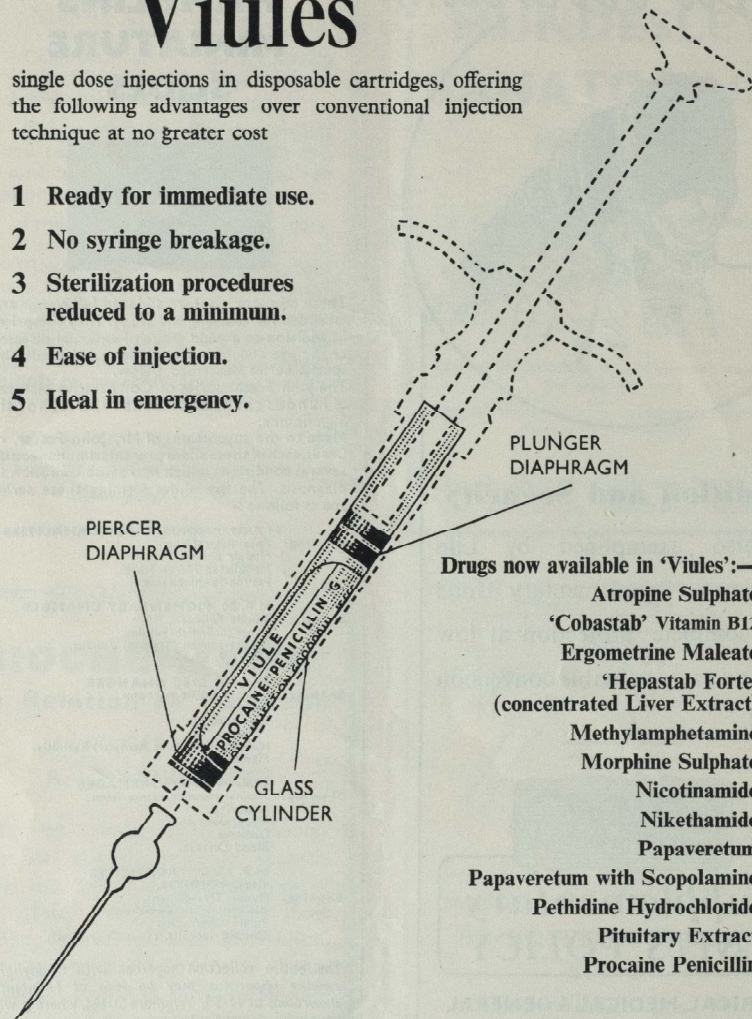 Viules
single dose injections in disposable cartridges, offering
the following advantages over conventional injection
technique at no greater cost
1 Ready for immediate use.
2 No syringe breakage.
3 Sterilization procedures
reduced to a minimum.
4 Ease of injection.
5 Ideal in emergency.
PLUNGER
DIAPHRAGM
PIERCER
DIAPHRAGM
VIULE
PROCAINE PENICILLIN G.
GLASS
CYLINDER
Drugs now available in ‘Viules’:—
Atropine Sulphate
‘Cobastab’ Vitamin B12
Ergometrine Maleate
‘Hepastab Forte’
(concentrated Liver Extract)
Methylamphetamine
Morphine Sulphate
Nicotinamide
Nikethamide
Papaveretum
Papaveretum with Scopolamine
Pethidine Hydrochloride
Pituitary Extract
Procaine Penicillin